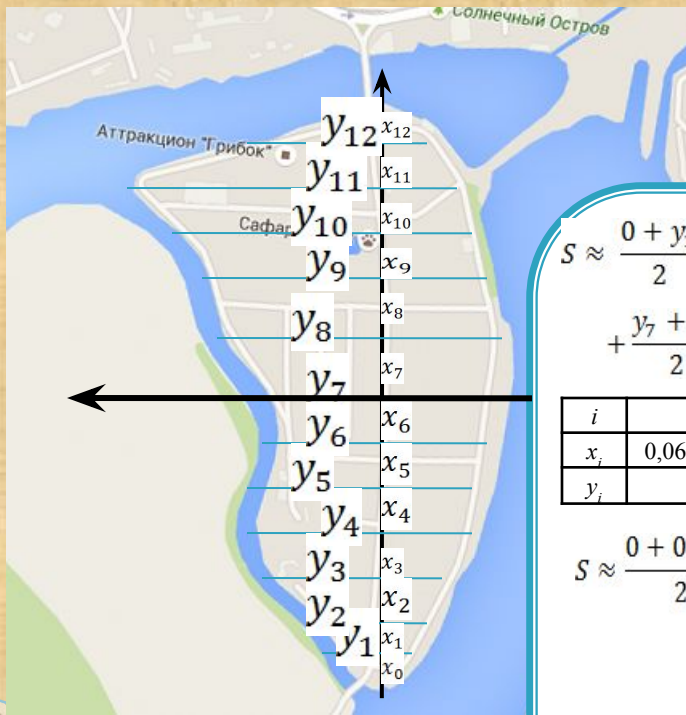 Солнечный Остров
Аттракцион "Грибок"
y₁₂ x₁₂
y₁₁ x₁₁
y₁₀ x₁₀
Сафар
y₉ x₉
y₈ x₈
y₇ x₇
y₆ x₆
y₅ x₅
y₄ x₄
y₃ x₃
y₂ x₂
y₁ x₁
x₀
S ≈ 0 + y
2
+ y₇ +
2
i
xᵢ 0,06
yᵢ
S ≈ 0 + 0
2